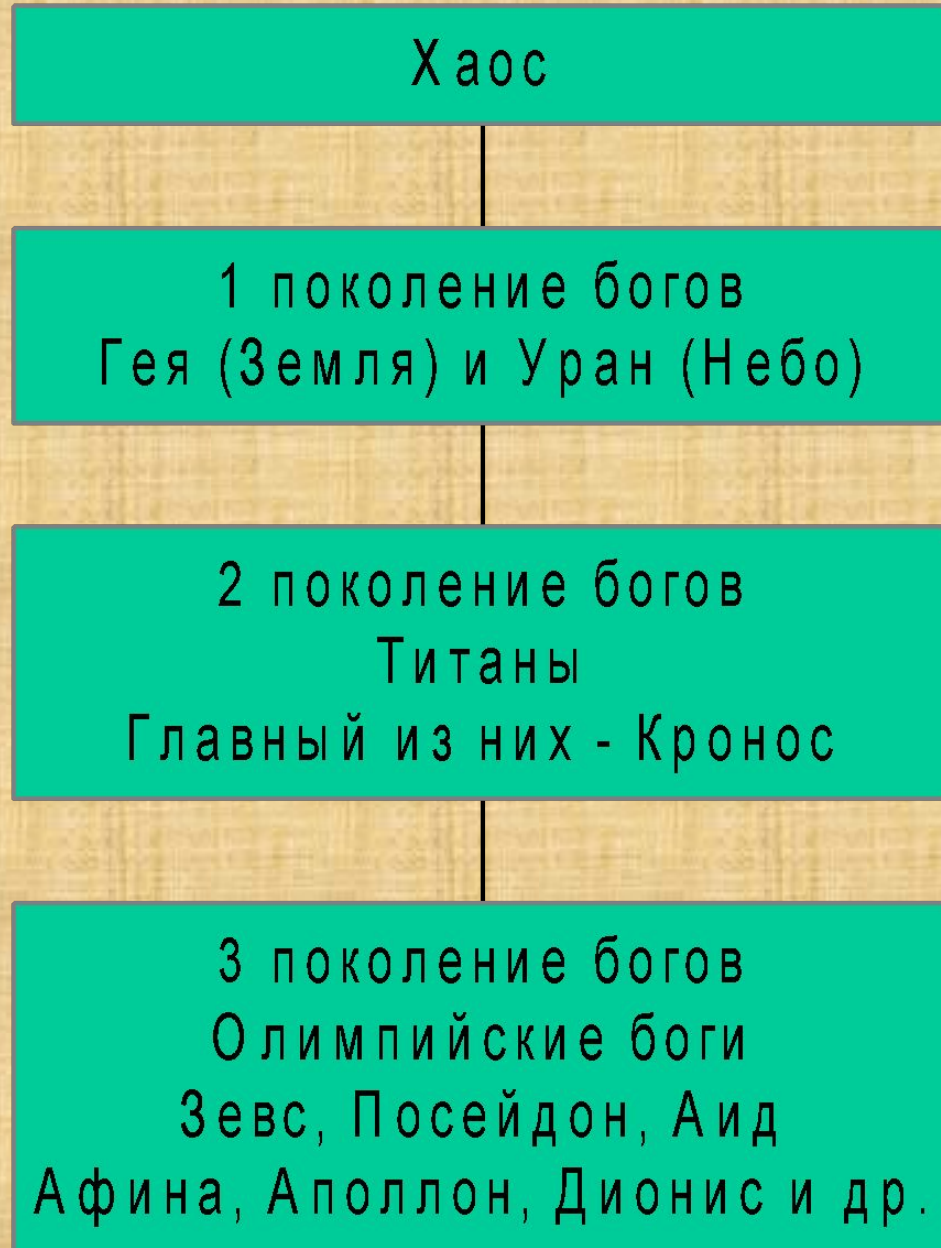 Хаос
1 поколение богов
Гея (Земля) и Уран (Небо)
2 поколение богов
Титаны
Главный из них - Кронос
3 поколение богов
Олимпийские боги
Зевс, Посейдон, Аид
Афина, Аполлон, Дионис и др.